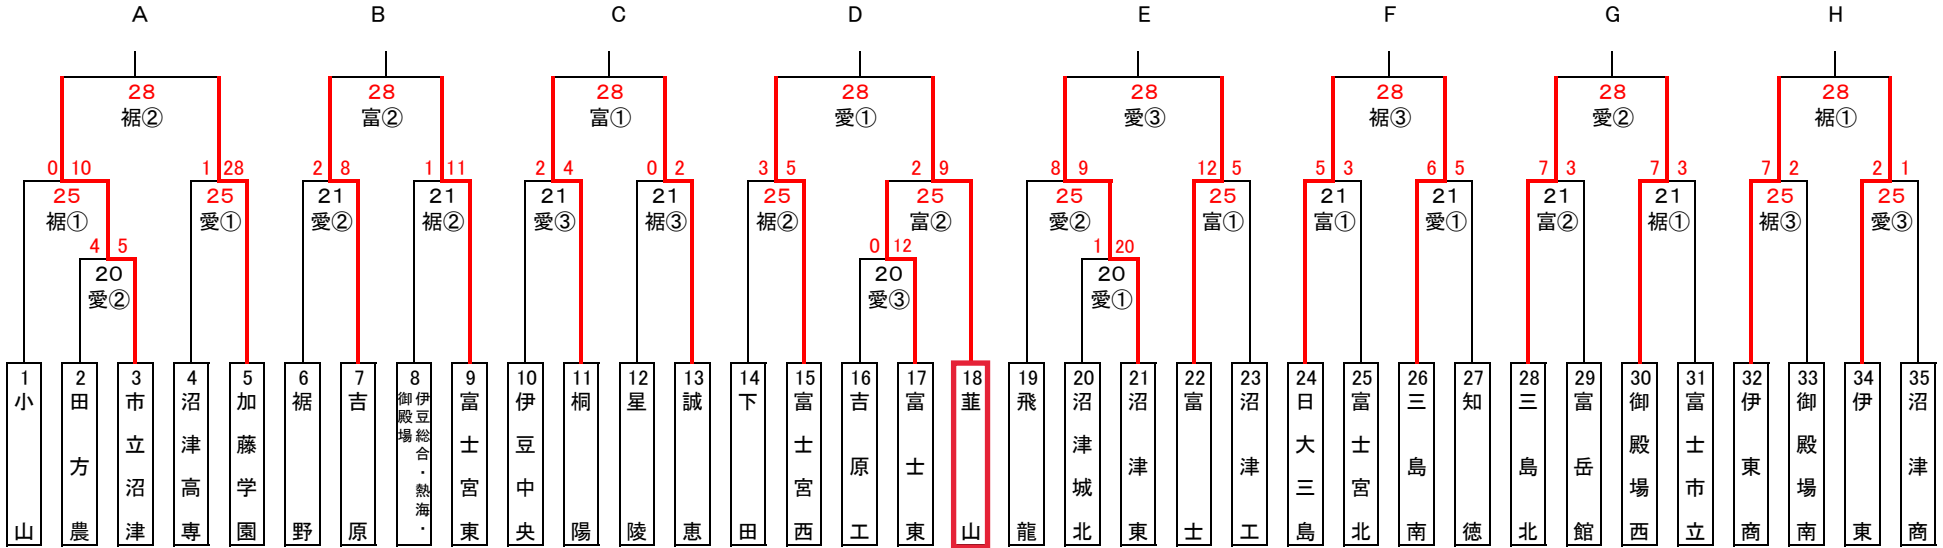 A B C D E F G H
28 28 28 28 28 28 28 28
裾② 富② 富① 愛① 愛③ 裾③ 愛② 裾①
0 10 1 28 2 8 1 11 2 4 0 2 3 5 2 9 8 9 12 5 5 3 6 5 7 3 7 3 7 2 2 1
25 25 21 21 21 21 25 25 25 25 21 21 21 21 25 25
裾① 愛① 愛② 裾② 愛③ 裾③ 裾② 富② 愛② 富① 富① 愛① 富② 裾① 裾③ 愛③
4 5 0 12 1 20
20 20 20
愛② 愛③ 愛①
1 小山
2 田方農
3 市立沼津
4 沼津高専
5 加藤学園
6 裾野
7 吉原
8 伊豆総合・熱海・
御殿場
9 富士宮東
10 伊豆中央
11 桐陽
12 星陵
13 誠恵
14 下田
15 富士宮西
16 吉原工
17 富士東
18 韮山
19 飛龍
20 沼津城北
21 沼津東
22 富士
23 沼津工
24 日大三島
25 富士宮北
26 三島南
27 知徳
28 三島北
29 富岳館
30 御殿場西
31 富士市立
32 伊東商
33 御殿場南
34 伊東
35 沼津商